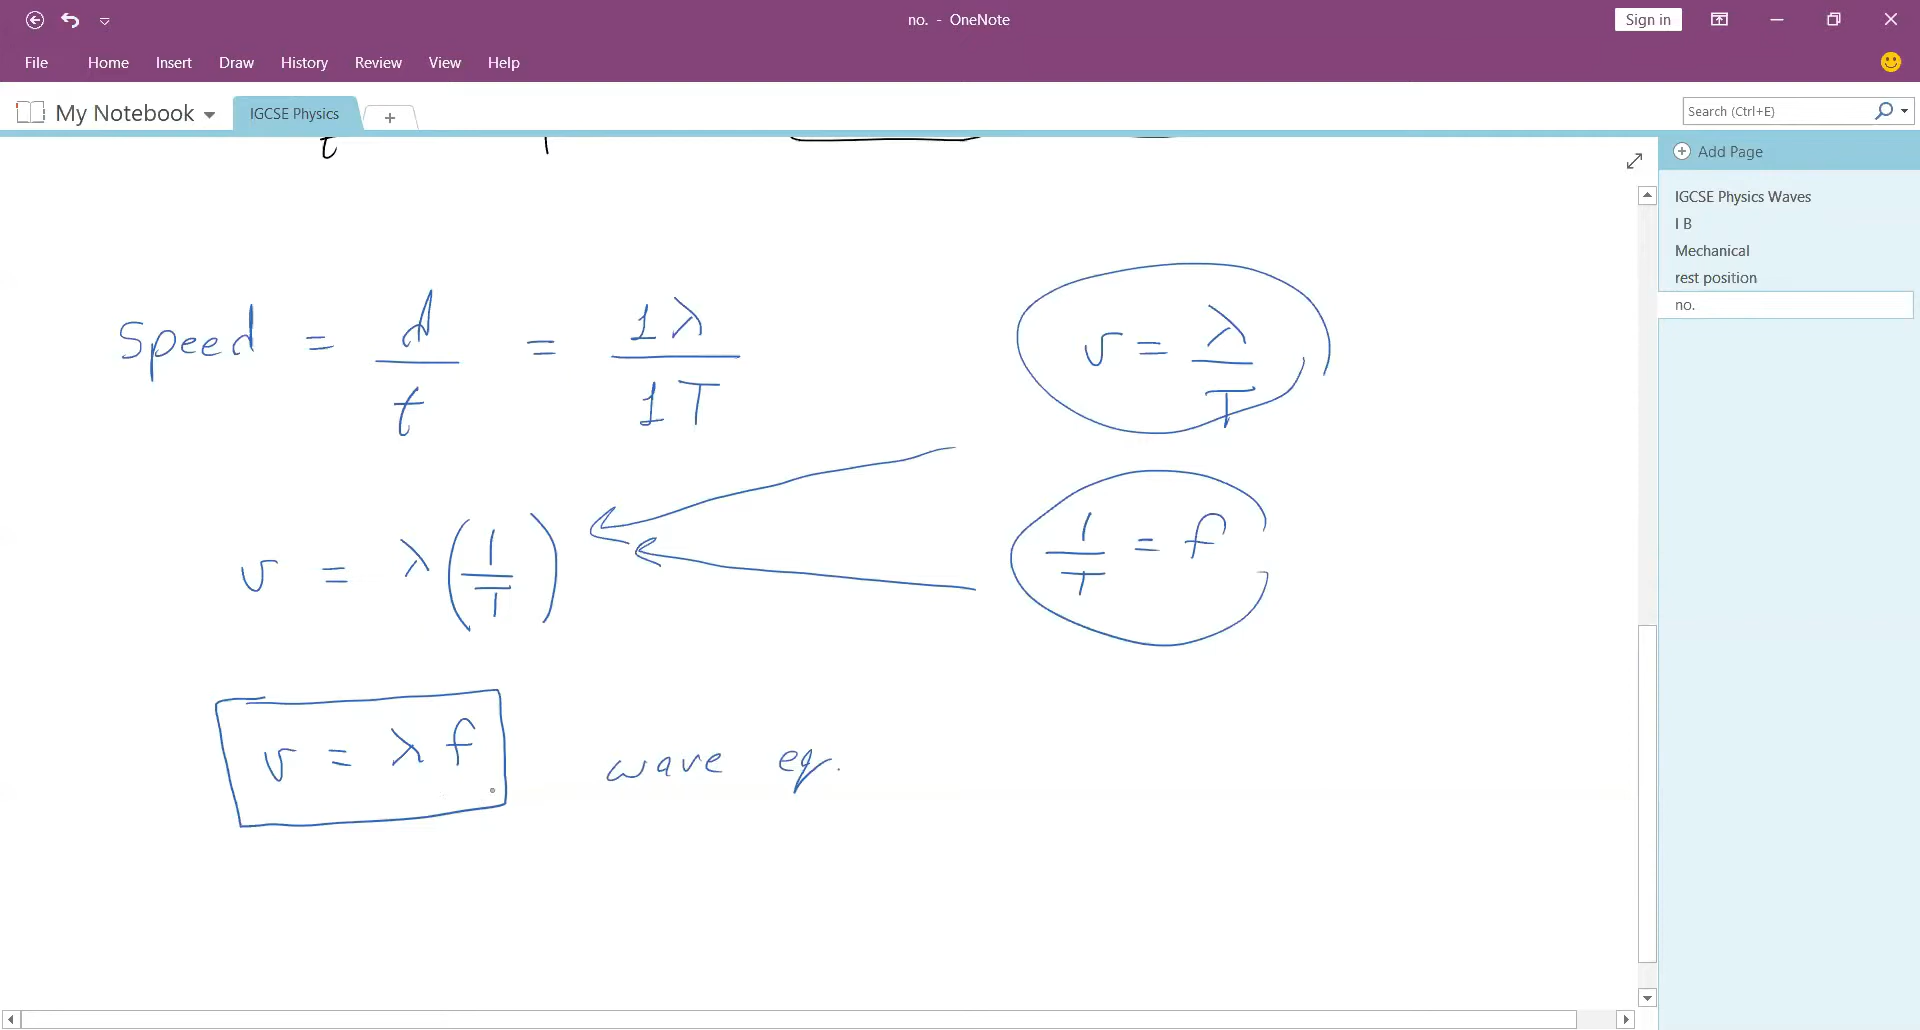 no. - OneNote
Sign in
File Home Insert Draw History Review View Help
My Notebook
IGCSE Physics
Search (Ctrl+E)
Add Page
IGCSE Physics Waves
I B
Mechanical
rest position
no.
t
Speed = d/t = 1λ/1T
v = λ/T
v = λ(1/T)
1/T = f
v = λ f
wave eq.